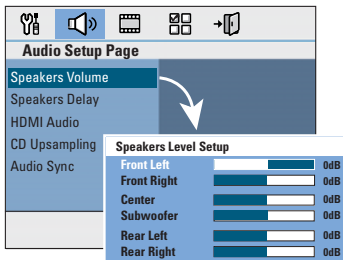 Audio Setup Page
Speakers Volume
Speakers Delay
HDMI Audio
CD Upsampling
Audio Sync
Speakers Level Setup
Front Left 0dB
Front Right 0dB
Center 0dB
Subwoofer 0dB
Rear Left 0dB
Rear Right 0dB